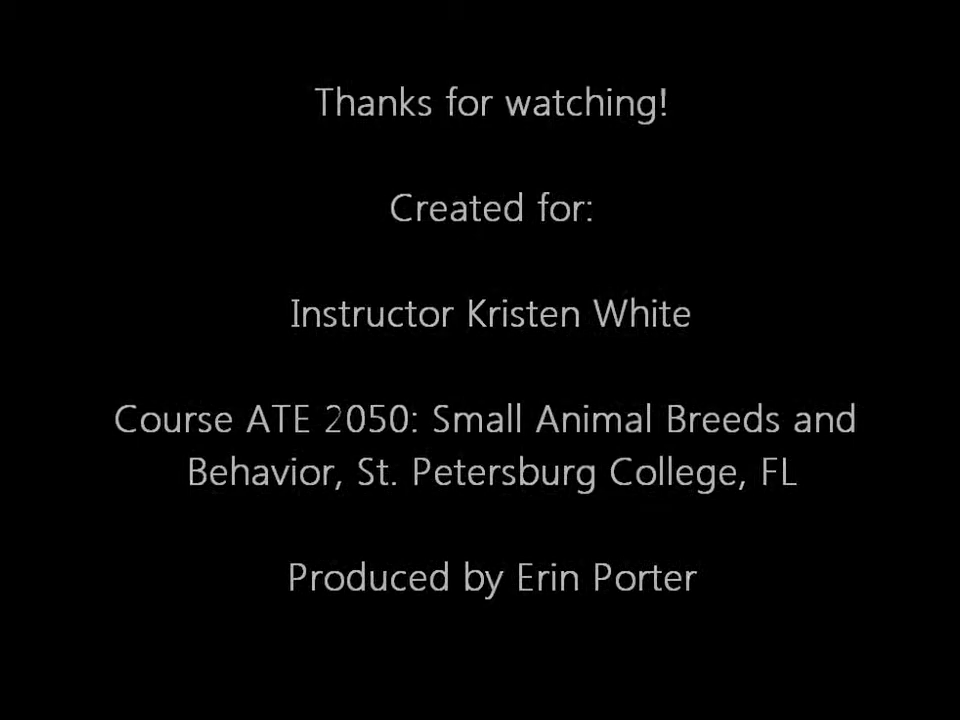 Thanks for watching!
Created for:
Instructor Kristen White
Course ATE 2050: Small Animal Breeds and
Behavior, St. Petersburg College, FL
Produced by Erin Porter